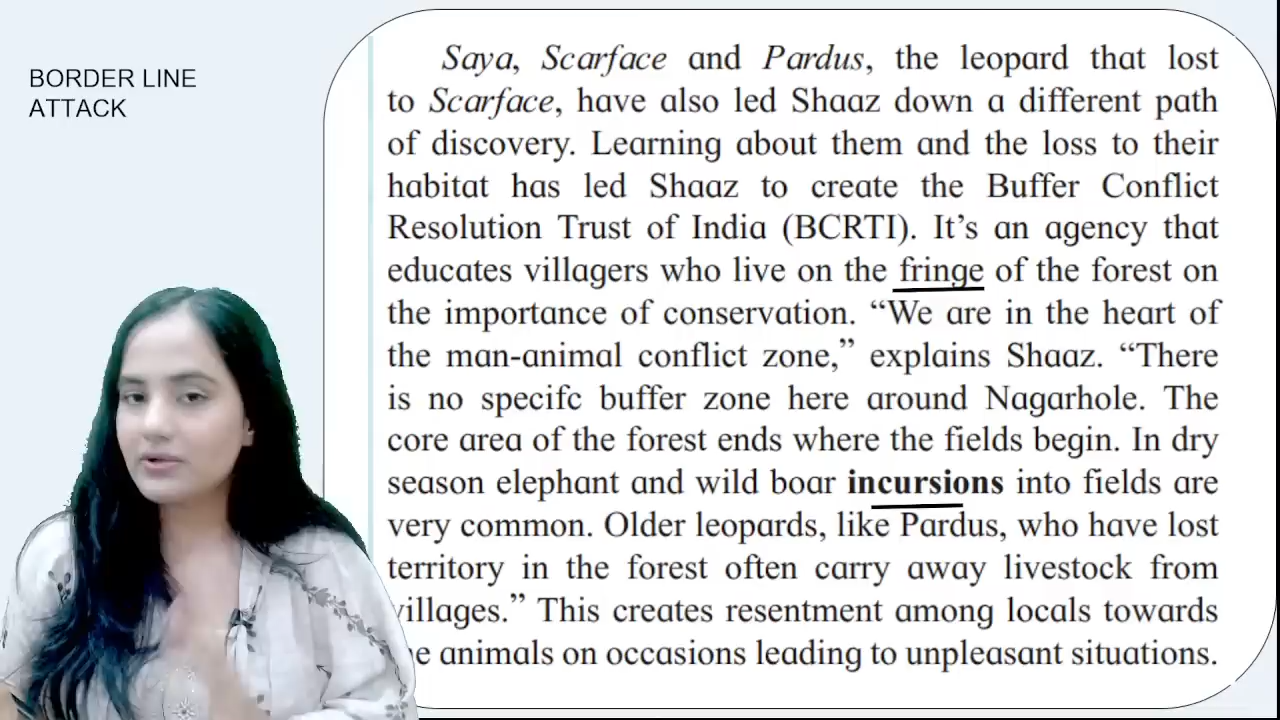 BORDER LINE
ATTACK
Saya, Scarface and Pardus, the leopard that lost
to Scarface, have also led Shaaz down a different path
of discovery. Learning about them and the loss to their
habitat has led Shaaz to create the Buffer Conflict
Resolution Trust of India (BCRTI). It’s an agency that
educates villagers who live on the fringe of the forest on
the importance of conservation. “We are in the heart of
the man-animal conflict zone,” explains Shaaz. “There
is no specifc buffer zone here around Nagarhole. The
core area of the forest ends where the fields begin. In dry
season elephant and wild boar incursions into fields are
very common. Older leopards, like Pardus, who have lost
territory in the forest often carry away livestock from
villages.” This creates resentment among locals towards
animals on occasions leading to unpleasant situations.